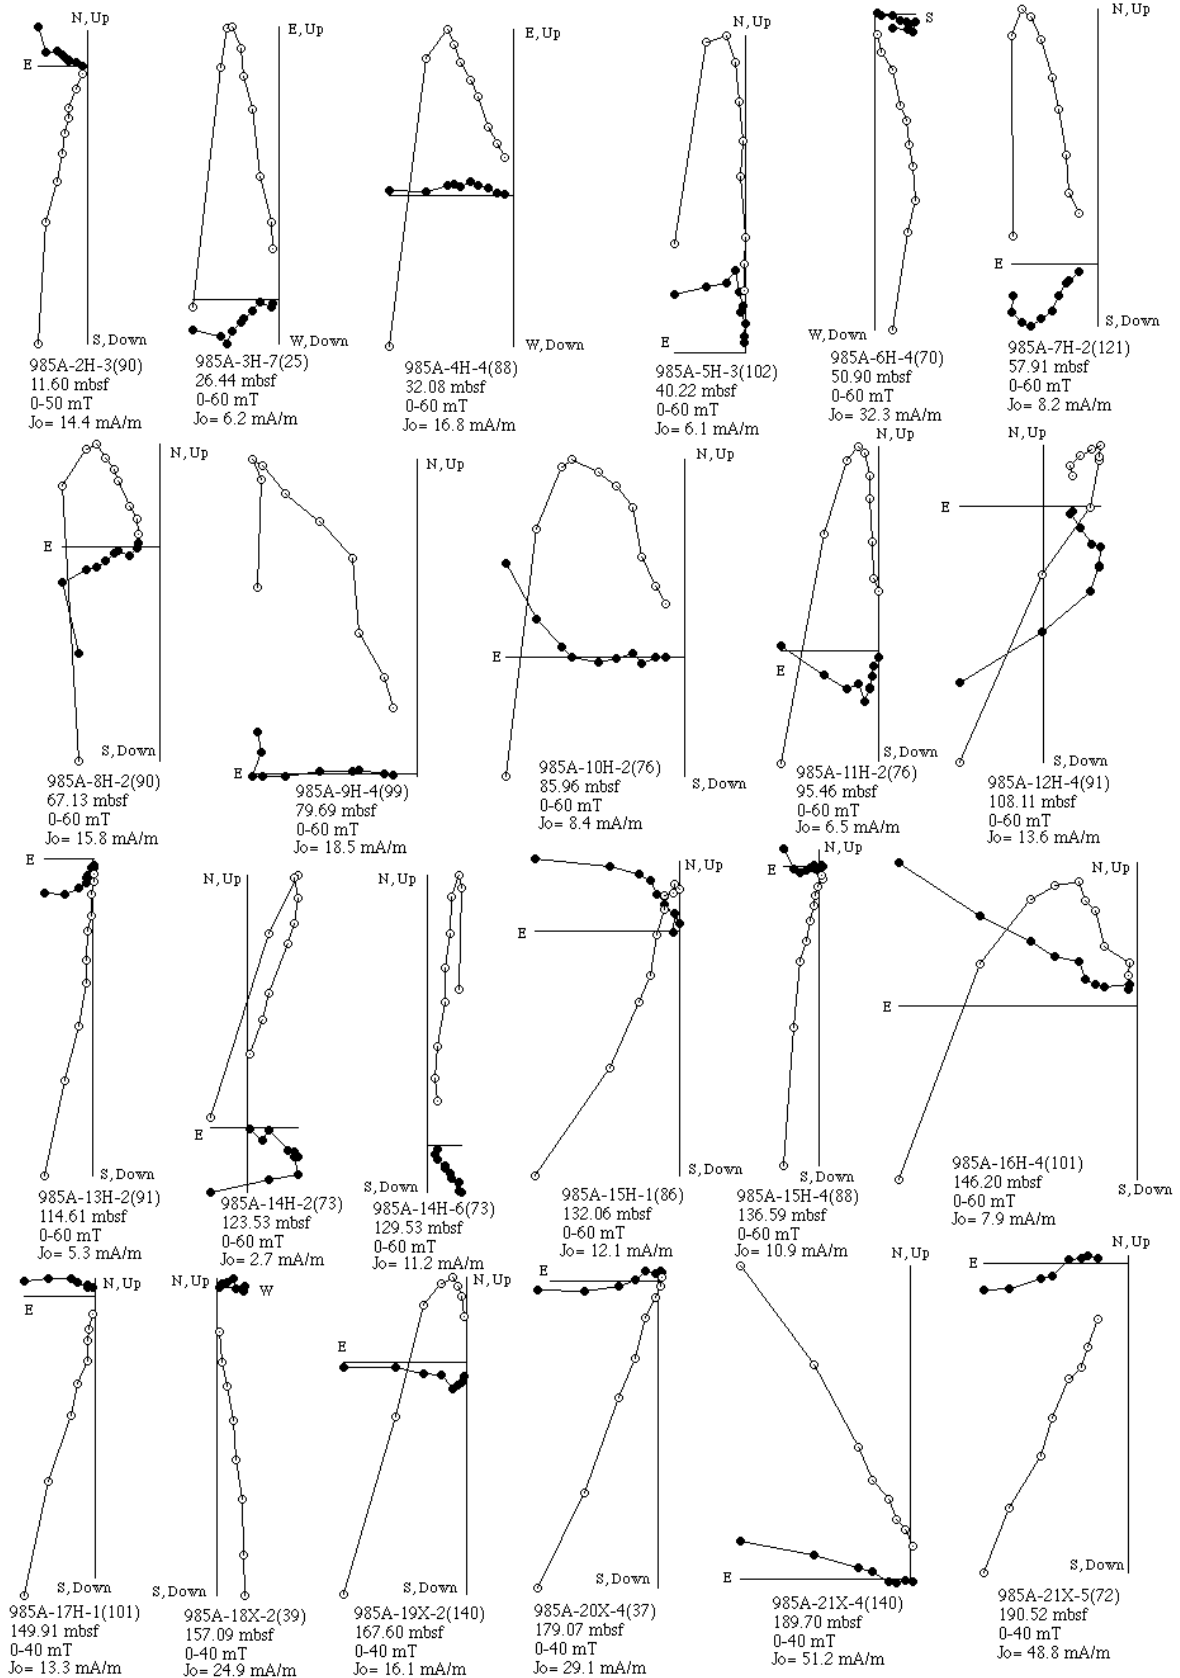 N, Up
E
S, Down
985A-2H-3(90)
11.60 mbsf
0-50 mT
Jo= 14.4 mA/m
E, Up
W, Down
985A-3H-7(25)
26.44 mbsf
0-60 mT
Jo= 6.2 mA/m
E, Up
W, Down
985A-4H-4(88)
32.08 mbsf
0-60 mT
Jo= 16.8 mA/m
N, Up
E
985A-5H-3(102)
40.22 mbsf
0-60 mT
Jo= 6.1 mA/m
S
W, Down
985A-6H-4(70)
50.90 mbsf
0-60 mT
Jo= 32.3 mA/m
N, Up
E
S, Down
985A-7H-2(121)
57.91 mbsf
0-60 mT
Jo= 8.2 mA/m
N, Up
E
S, Down
985A-8H-2(90)
67.13 mbsf
0-60 mT
Jo= 15.8 mA/m
N, Up
E
985A-9H-4(99)
79.69 mbsf
0-60 mT
Jo= 18.5 mA/m
N, Up
E
S, Down
985A-10H-2(76)
85.96 mbsf
0-60 mT
Jo= 8.4 mA/m
N, Up
E
S, Down
985A-11H-2(76)
95.46 mbsf
0-60 mT
Jo= 6.5 mA/m
N, Up
E
S, Down
985A-12H-4(91)
108.11 mbsf
0-60 mT
Jo= 13.6 mA/m
E
S, Down
985A-13H-2(91)
114.61 mbsf
0-60 mT
Jo= 5.3 mA/m
N, Up
E
985A-14H-2(73)
123.53 mbsf
0-60 mT
Jo= 2.7 mA/m
N, Up
S, Down
985A-14H-6(73)
129.53 mbsf
0-60 mT
Jo= 11.2 mA/m
N, Up
E
S, Down
985A-15H-1(86)
132.06 mbsf
0-60 mT
Jo= 12.1 mA/m
N, Up
E
S, Down
985A-15H-4(88)
136.59 mbsf
0-60 mT
Jo= 10.9 mA/m
N, Up
E
985A-16H-4(101)
146.20 mbsf
0-60 mT
Jo= 7.9 mA/m
S, Down
N, Up
E
S, Down
985A-17H-1(101)
149.91 mbsf
0-40 mT
Jo= 13.3 mA/m
N, Up
W
S, Down
985A-18X-2(39)
157.09 mbsf
0-40 mT
Jo= 24.9 mA/m
N, Up
E
S, Down
985A-19X-2(140)
167.60 mbsf
0-40 mT
Jo= 16.1 mA/m
E
S, Down
985A-20X-4(37)
179.07 mbsf
0-40 mT
Jo= 29.1 mA/m
N, Up
E
985A-21X-4(140)
189.70 mbsf
0-40 mT
Jo= 51.2 mA/m
N, Up
E
S, Down
985A-21X-5(72)
190.52 mbsf
0-40 mT
Jo= 48.8 mA/m